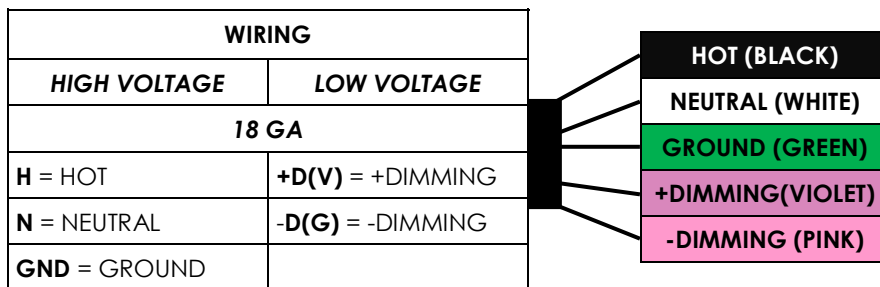 WIRING
HIGH VOLTAGE LOW VOLTAGE
18 GA
H = HOT +D(V) = +DIMMING
N = NEUTRAL -D(G) = -DIMMING
GND = GROUND
HOT (BLACK)
NEUTRAL (WHITE)
GROUND (GREEN)
+DIMMING(VIOLET)
-DIMMING (PINK)